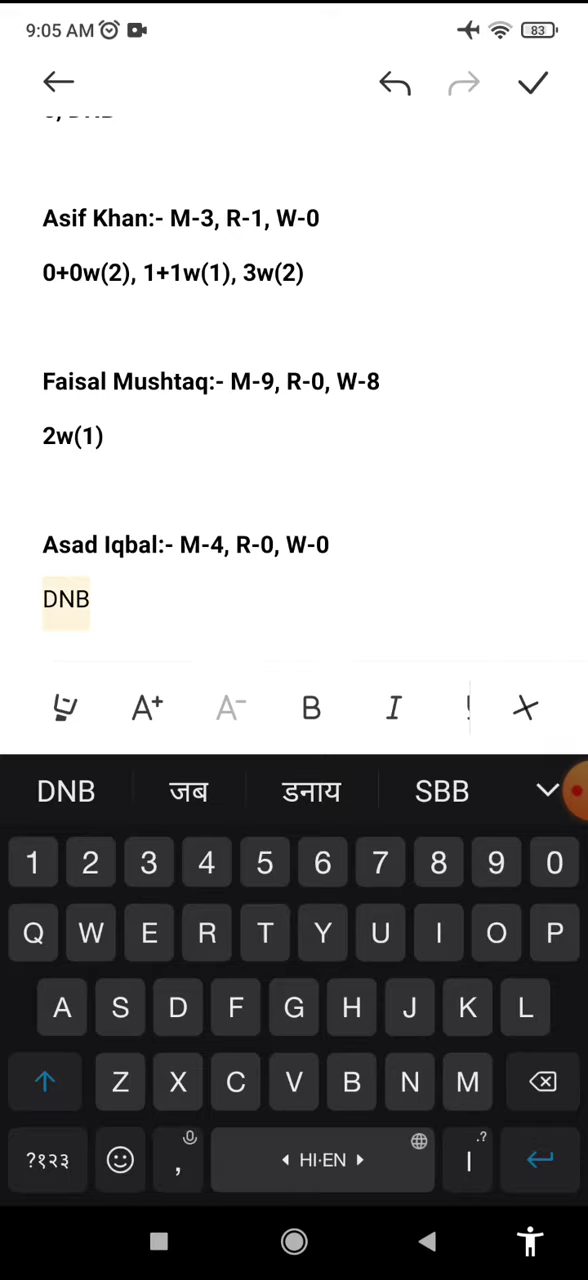 9:05 AM 83
Asif Khan:- M-3, R-1, W-0
0+0w(2), 1+1w(1), 3w(2)
Faisal Mushtaq:- M-9, R-0, W-8
2w(1)
Asad Iqbal:- M-4, R-0, W-0
DNB
A+ A- B I
DNB जब डनाय SBB
1 2 3 4 5 6 7 8 9 0
Q W E R T Y U I O P
A S D F G H J K L
Z X C V B N M
?१२३ , HI·EN .? |